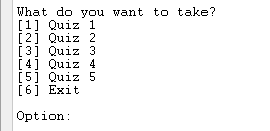 What do you want to take?
[1] Quiz 1
[2] Quiz 2
[3] Quiz 3
[4] Quiz 4
[5] Quiz 5
[6] Exit
Option: